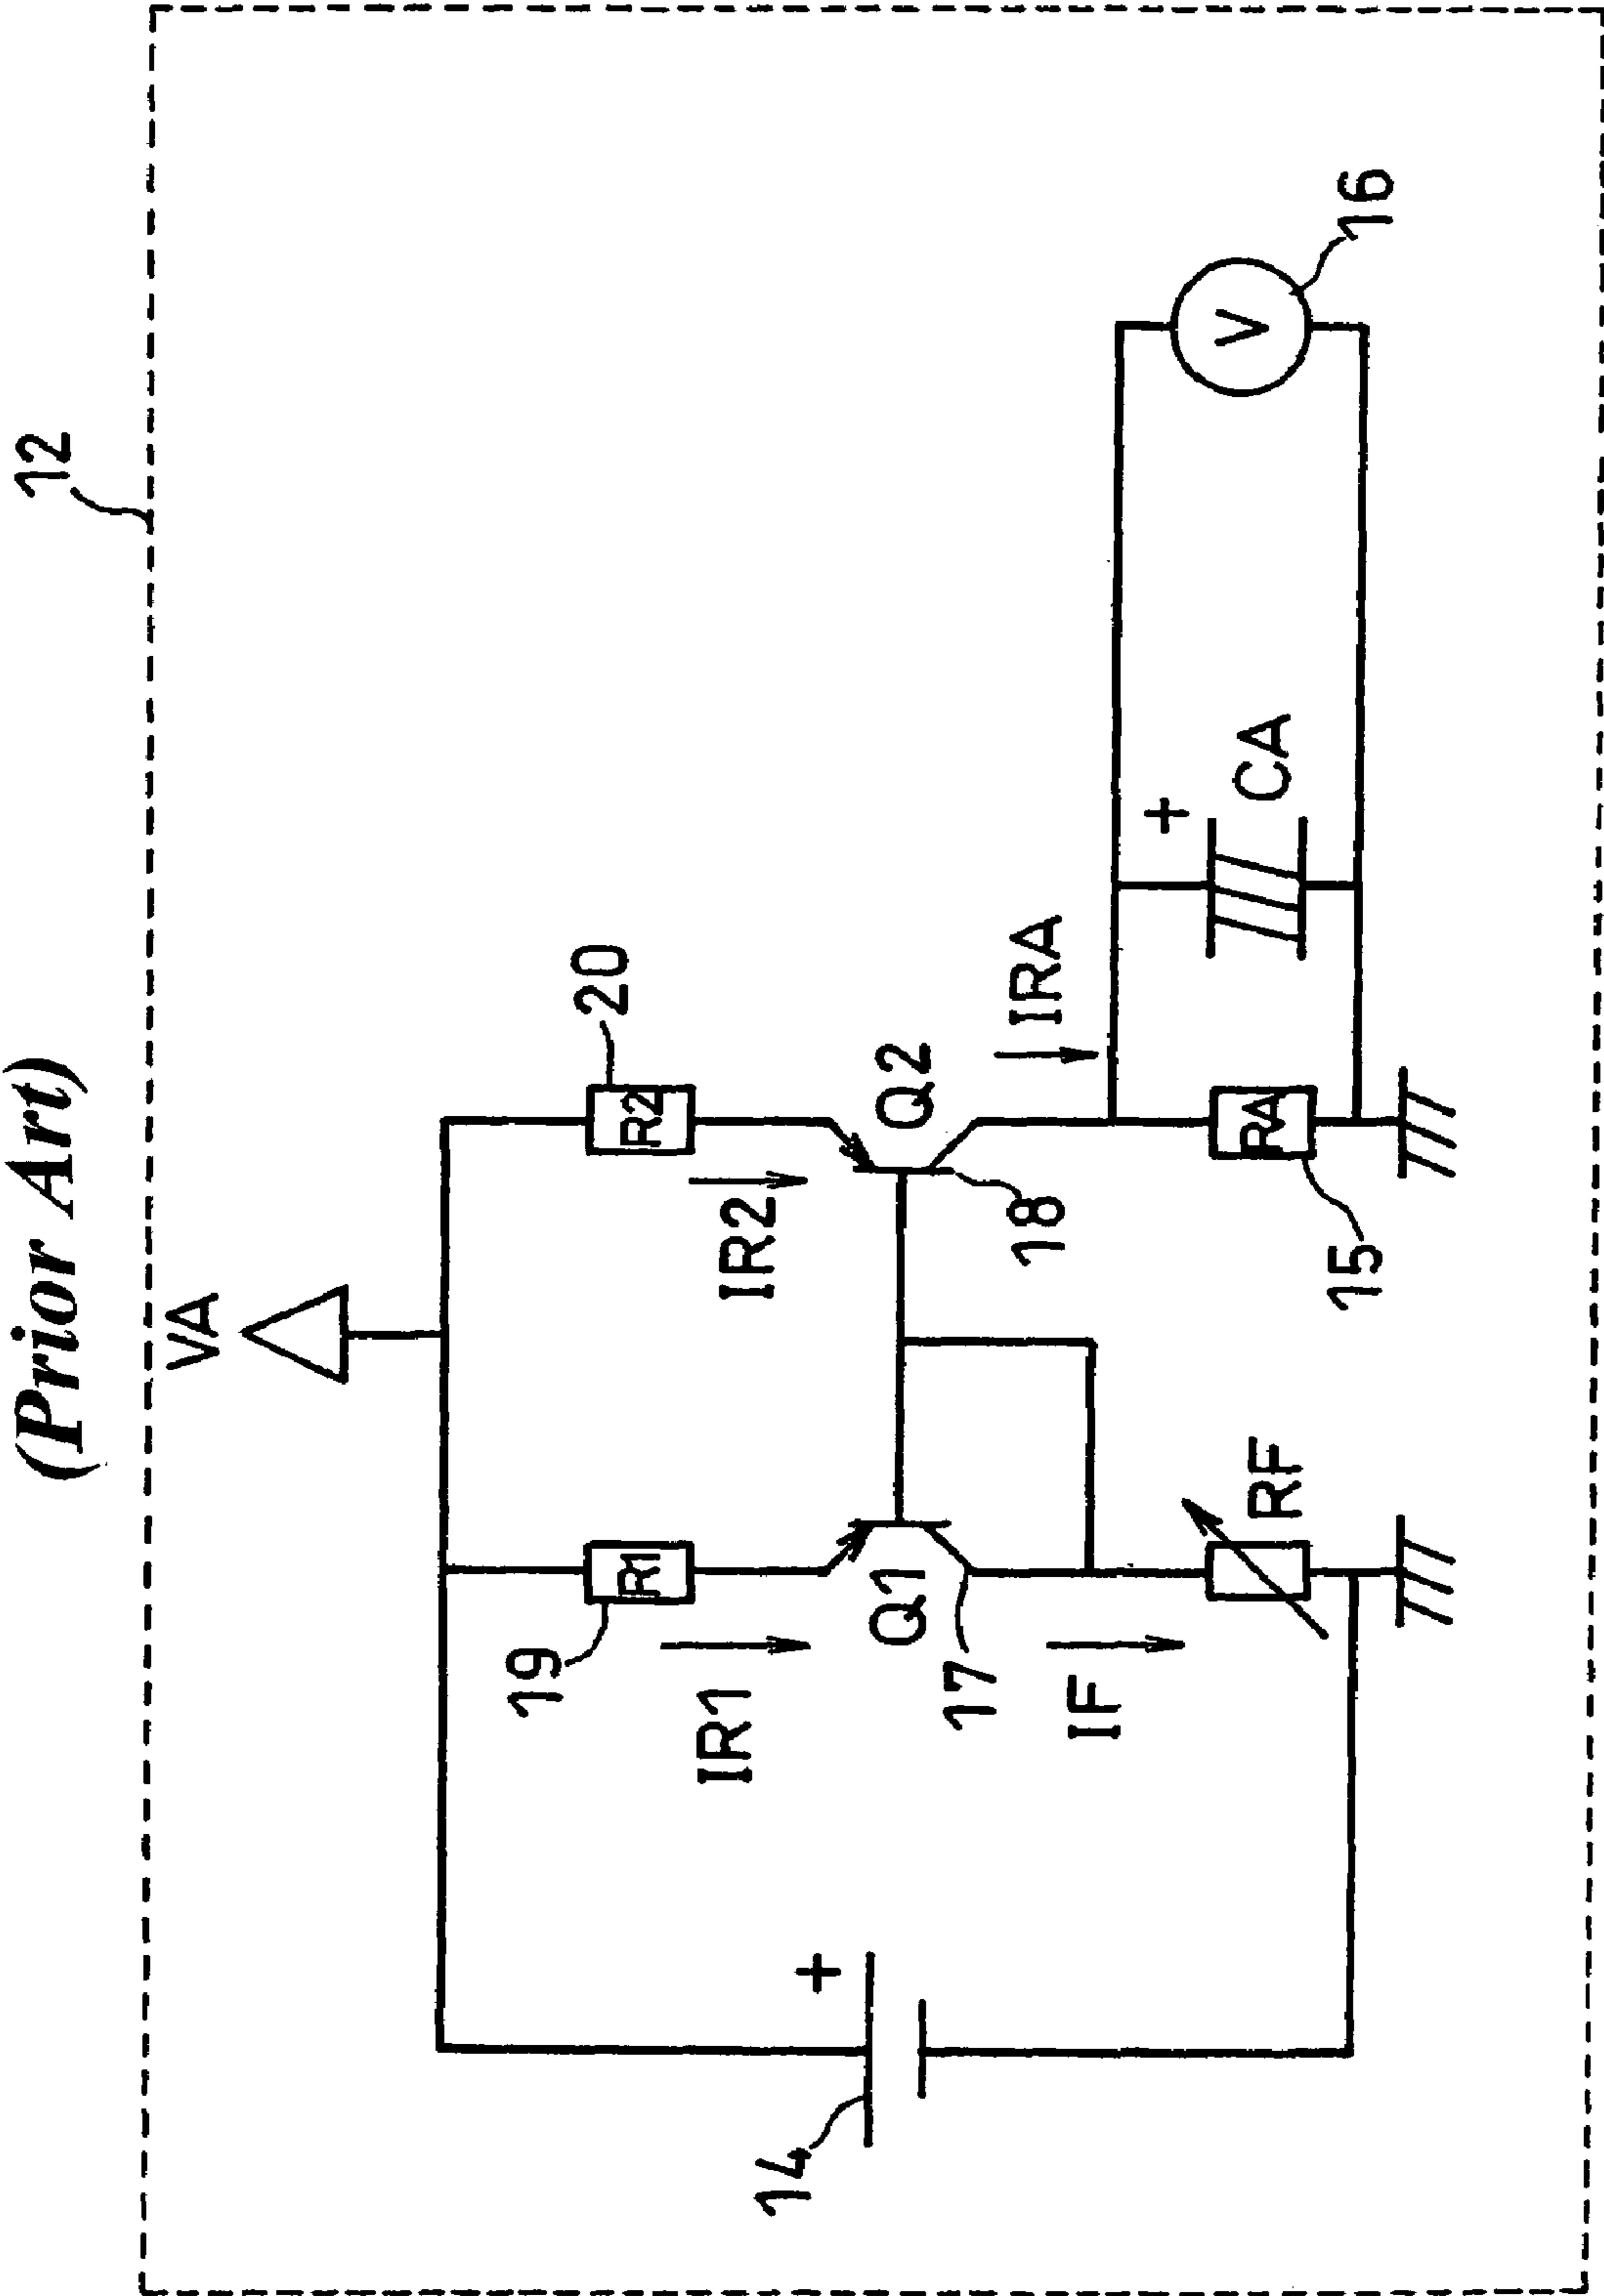 (Prior Art)
12
VA
19
R1
IR1
20
R2
IR2
14
+
Q1
Q2
17
18
IF
IRA
RF
15
RA
+
CA
V
16